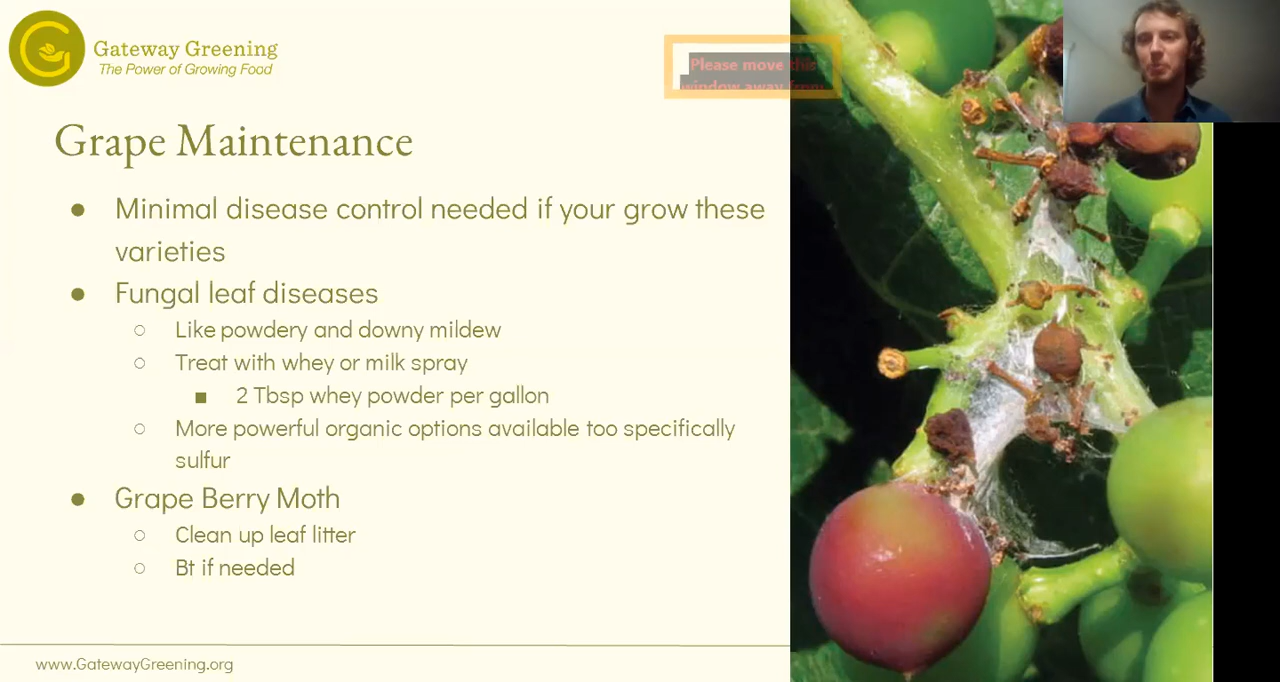 Gateway Greening
The Power of Growing Food
Please move this
window away from
Grape Maintenance
● Minimal disease control needed if your grow these
varieties
● Fungal leaf diseases
○ Like powdery and downy mildew
○ Treat with whey or milk spray
■ 2 Tbsp whey powder per gallon
○ More powerful organic options available too specifically
sulfur
● Grape Berry Moth
○ Clean up leaf litter
○ Bt if needed
www.GatewayGreening.org